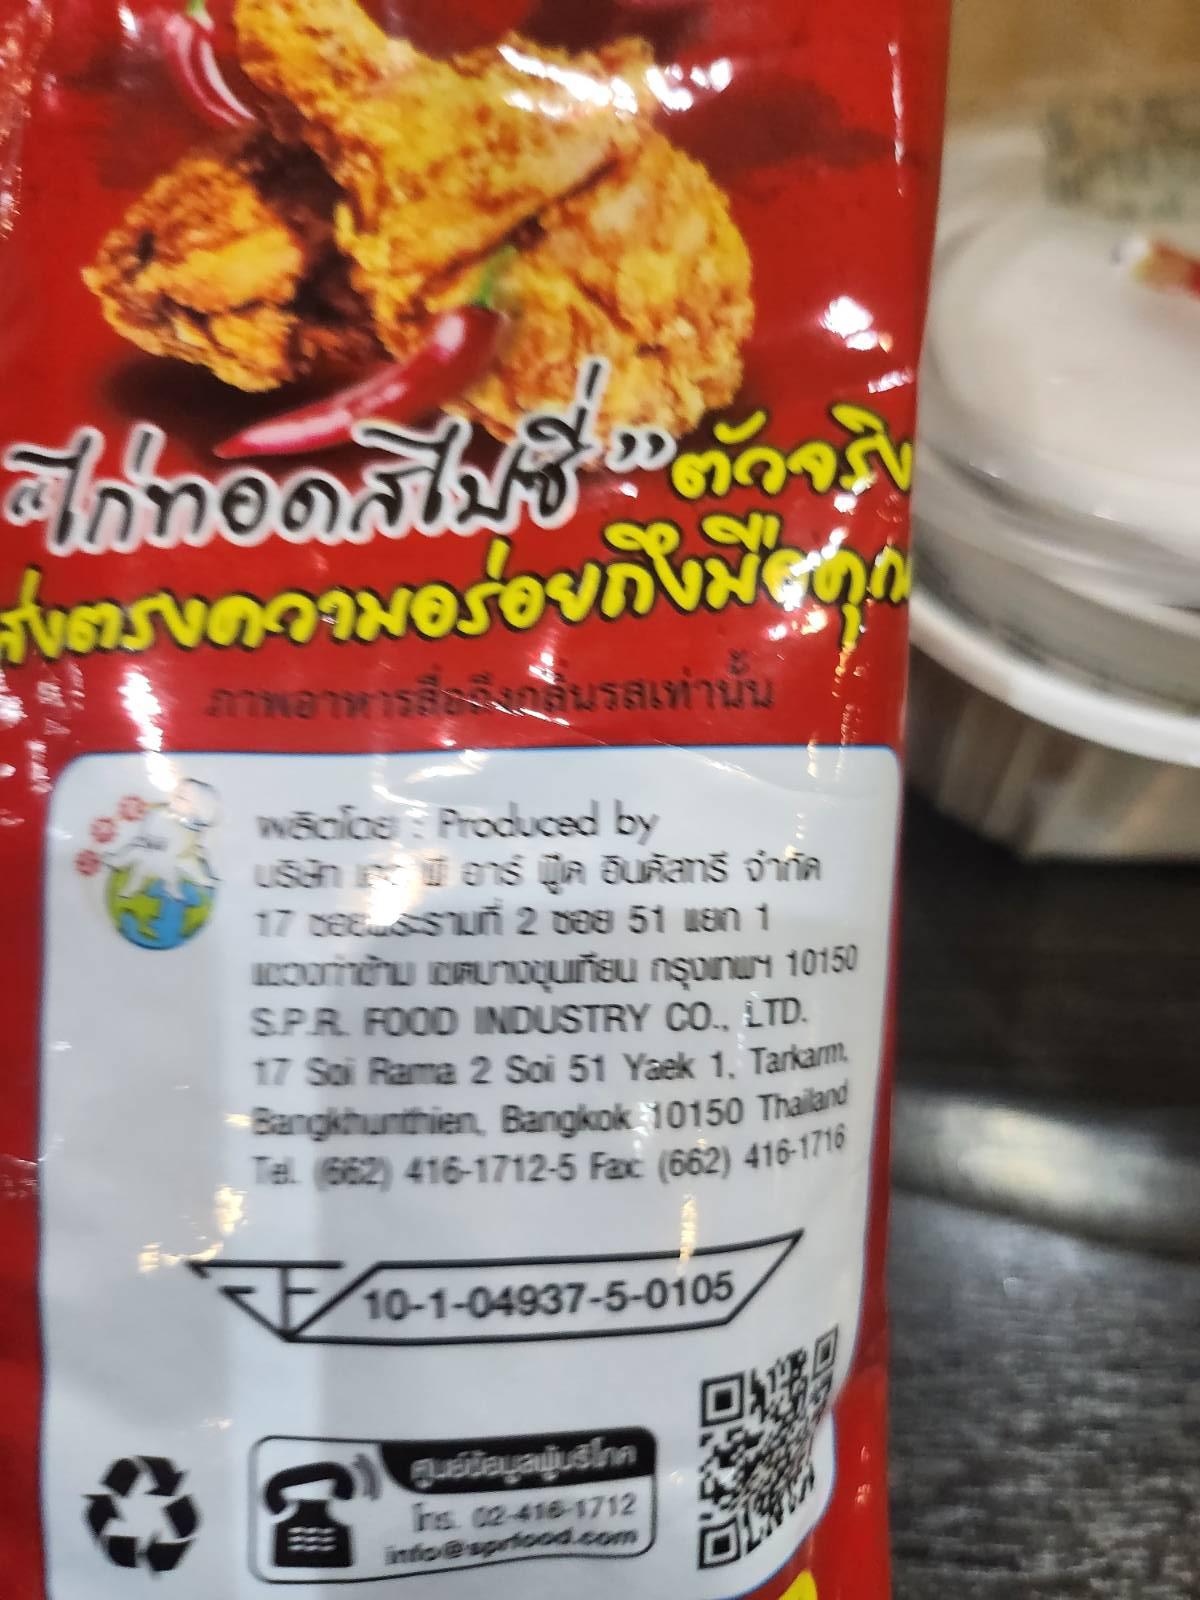 "ไก่ทอดสไปซี่" ตัวจริง
ส่งตรงความอร่อยถึงมือคุณ
ภาพอาหารสื่อถึงกลิ่นรสเท่านั้น
ผลิตโดย : Produced by
บริษัท เอส พี อาร์ ฟู้ด อินดัสทรี จำกัด
17 ซอยพระรามที่ 2 ซอย 51 แยก 1
แขวงท่าข้าม เขตบางขุนเทียน กรุงเทพฯ 10150
S.P.R. FOOD INDUSTRY CO., LTD.
17 Soi Rama 2 Soi 51 Yaek 1, Tarkarm,
Bangkhunthien, Bangkok 10150 Thailand
Tel. (662) 416-1712-5 Fax: (662) 416-1716
10-1-04937-5-0105
ศูนย์ข้อมูลผู้บริโภค
โทร. 02-416-1712
info@sprfood.com